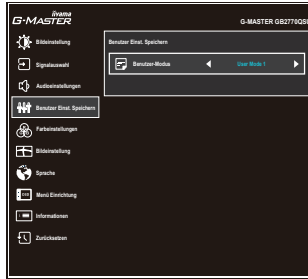 iiyama
G-MASTER
G-MASTER GB2770QSU
Bildeinstellung
Signalauswahl
Audioeinstellungen
Benutzer Einst. Speichern
Farbeinstellungen
Bildeinstellung
Sprache
Menü Einrichtung
Informationen
Zurücksetzen
Benutzer Einst. Speichern
Benutzer-Modus
User Mode 1